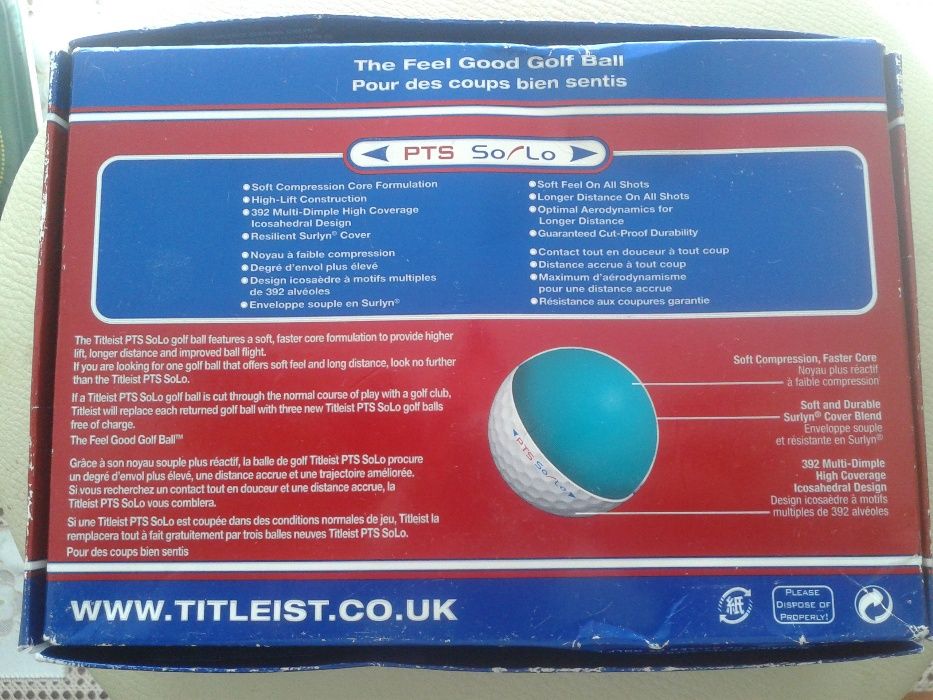 The Feel Good Golf Ball
Pour des coups bien sentis
PTS SoLo
Soft Compression Core Formulation
High-Lift Construction
392 Multi-Dimple High Coverage
Icosahedral Design
Resilient Surlyn® Cover
Noyau à faible compression
Degré d'envol plus élevé
Design icosaèdre à motifs multiples
de 392 alvéoles
Enveloppe souple en Surlyn®
Soft Feel On All Shots
Longer Distance On All Shots
Optimal Aerodynamics for
Longer Distance
Guaranteed Cut-Proof Durability
Contact tout en douceur à tout coup
Distance accrue à tout coup
Maximum d'aérodynamisme
pour une distance accrue
Résistance aux coupures garantie
The Titleist PTS SoLo golf ball features a soft, faster core formulation to provide higher
lift, longer distance and improved ball flight.
If you are looking for one golf ball that offers soft feel and long distance, look no further
than the Titleist PTS SoLo.
If a Titleist PTS SoLo golf ball is cut through the normal course of play with a golf club,
Titleist will replace each returned golf ball with three new Titleist PTS SoLo golf balls
free of charge.
The Feel Good Golf Ball™
Grâce à son noyau souple plus réactif, la balle de golf Titleist PTS SoLo procure
un degré d'envol plus élevé, une distance accrue et une trajectoire améliorée.
Si vous recherchez un contact tout en douceur et une distance accrue, la
Titleist PTS SoLo vous comblera.
Si une Titleist PTS SoLo est coupée dans des conditions normales de jeu, Titleist la
remplacera tout à fait gratuitement par trois balles neuves Titleist PTS SoLo.
Pour des coups bien sentis
PTS SoLo
Soft Compression, Faster Core
Noyau plus réactif
à faible compression
Soft and Durable
Surlyn® Cover Blend
Enveloppe souple
et résistante en Surlyn®
392 Multi-Dimple
High Coverage
Icosahedral Design
Design icosaèdre à motifs
multiples de 392 alvéoles
WWW.TITLEIST.CO.UK
紙
PLEASE
DISPOSE OF
PROPERLY!